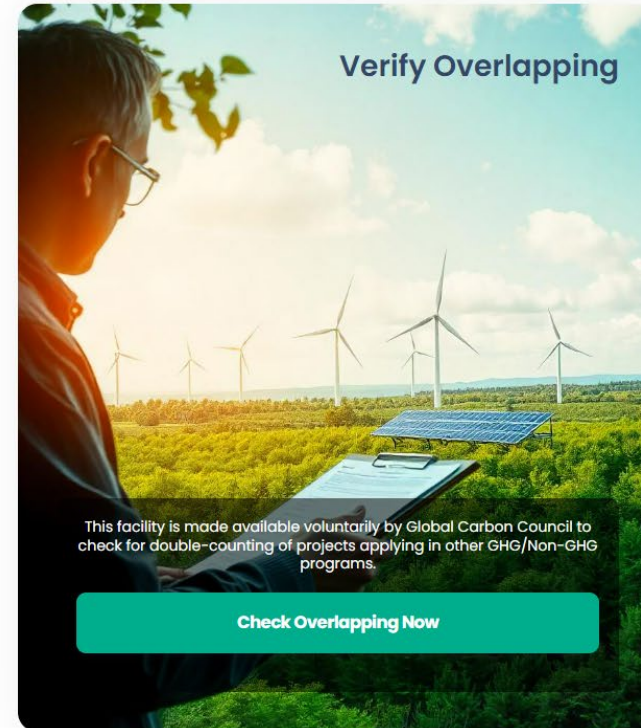 Verify Overlapping
This facility is made available voluntarily by Global Carbon Council to
check for double-counting of projects applying in other GHG/Non-GHG
programs.
Check Overlapping Now